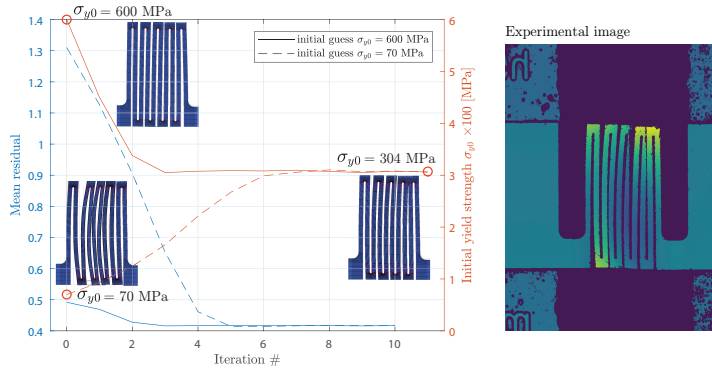 σy0 = 600 MPa
initial guess σy0 = 600 MPa
initial guess σy0 = 70 MPa
σy0 = 304 MPa
σy0 = 70 MPa
1.4
1.3
1.2
1.1
1
0.9
0.8
0.7
0.6
0.5
0.4
Mean residual
0
2
4
6
8
10
Iteration #
6
5
4
3
2
1
0
Initial yield strength σy0 ×100 [MPa]
Experimental image